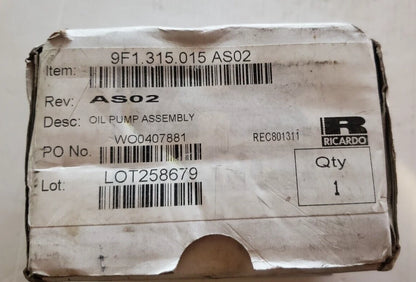 9F1.315.015 AS02
Item:
Rev: AS02
Desc: OIL PUMP ASSEMBLY
WO0407881
PO No.
REC801311
R
RICARDO
Lot: LOT258679
Qty
1